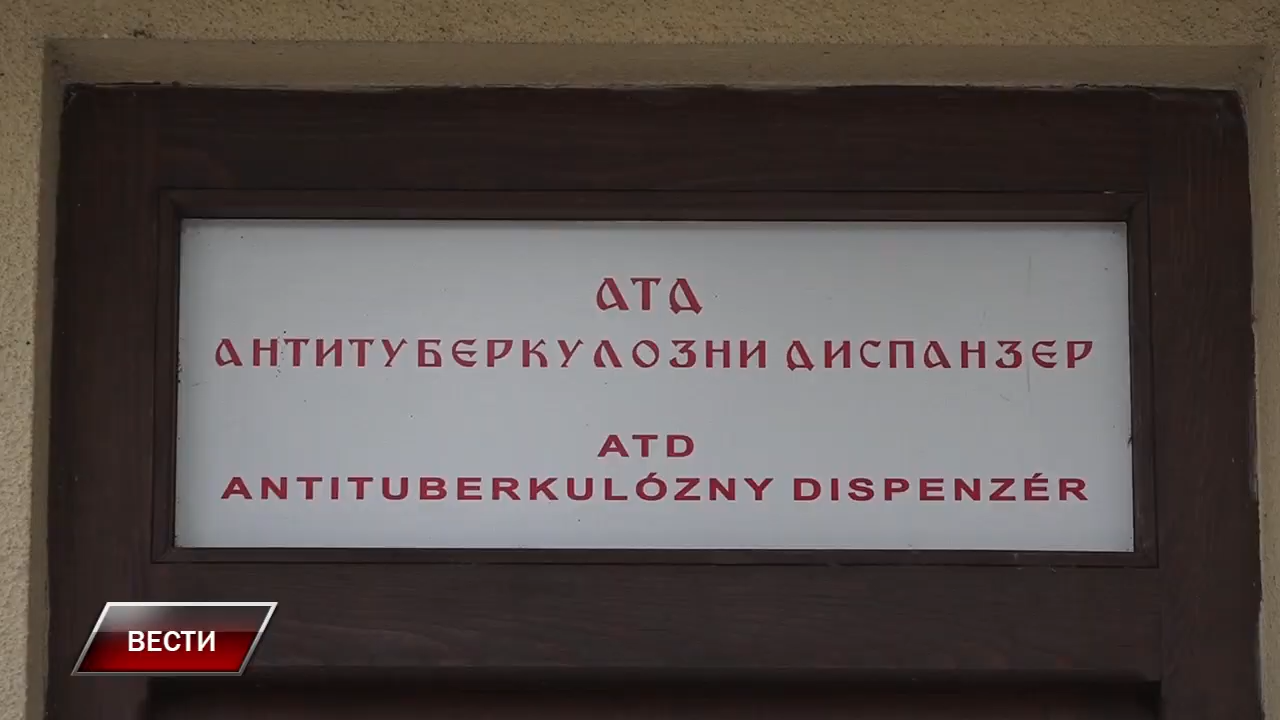 АТД
АНТИТУБЕРКУЛОЗНИ ДИСПАНЗЕР
ATD
ANTITUBERKULÓZNY DISPENZÉR
ВЕСТИ